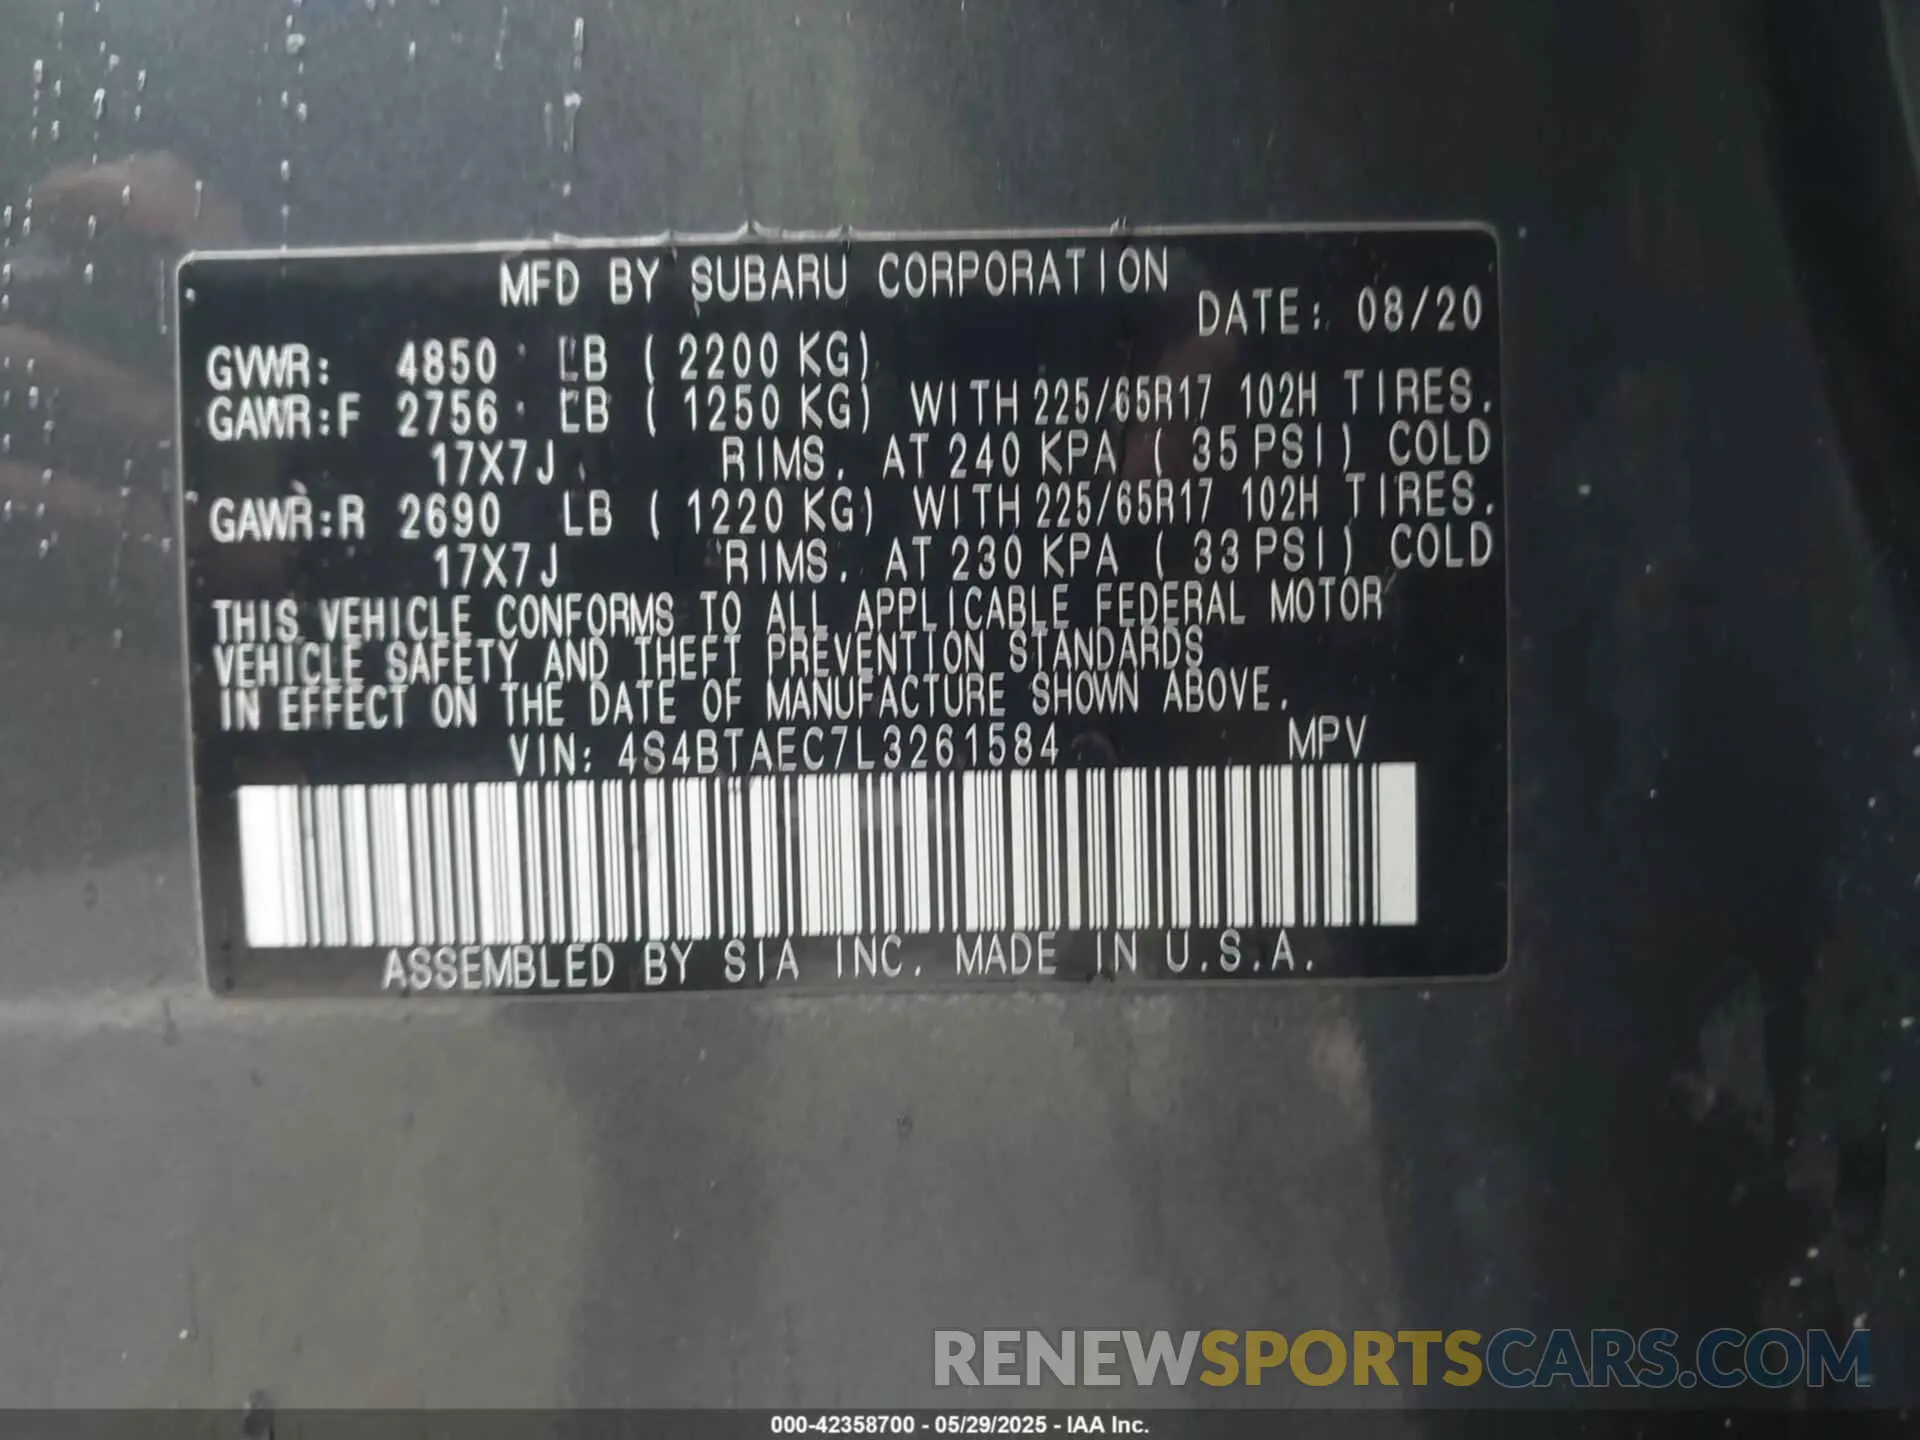 MFD BY SUBARU CORPORATION
DATE: 08/20
GVWR: 4850 LB ( 2200 KG)
GAWR:F 2756 LB ( 1250 KG) WITH 225/65R17 102H TIRES.
17X7J RIMS. AT 240 KPA ( 35 PSI) COLD
GAWR:R 2690 LB ( 1220 KG) WITH 225/65R17 102H TIRES.
17X7J RIMS. AT 230 KPA ( 33 PSI) COLD
THIS VEHICLE CONFORMS TO ALL APPLICABLE FEDERAL MOTOR
VEHICLE SAFETY AND THEFT PREVENTION STANDARDS
IN EFFECT ON THE DATE OF MANUFACTURE SHOWN ABOVE.
VIN: 4S4BTAEC7L3261584 MPV
ASSEMBLED BY SIA INC. MADE IN U.S.A.
RENEWSPORTSCARS.COM
000-42358700 - 05/29/2025 - IAA Inc.